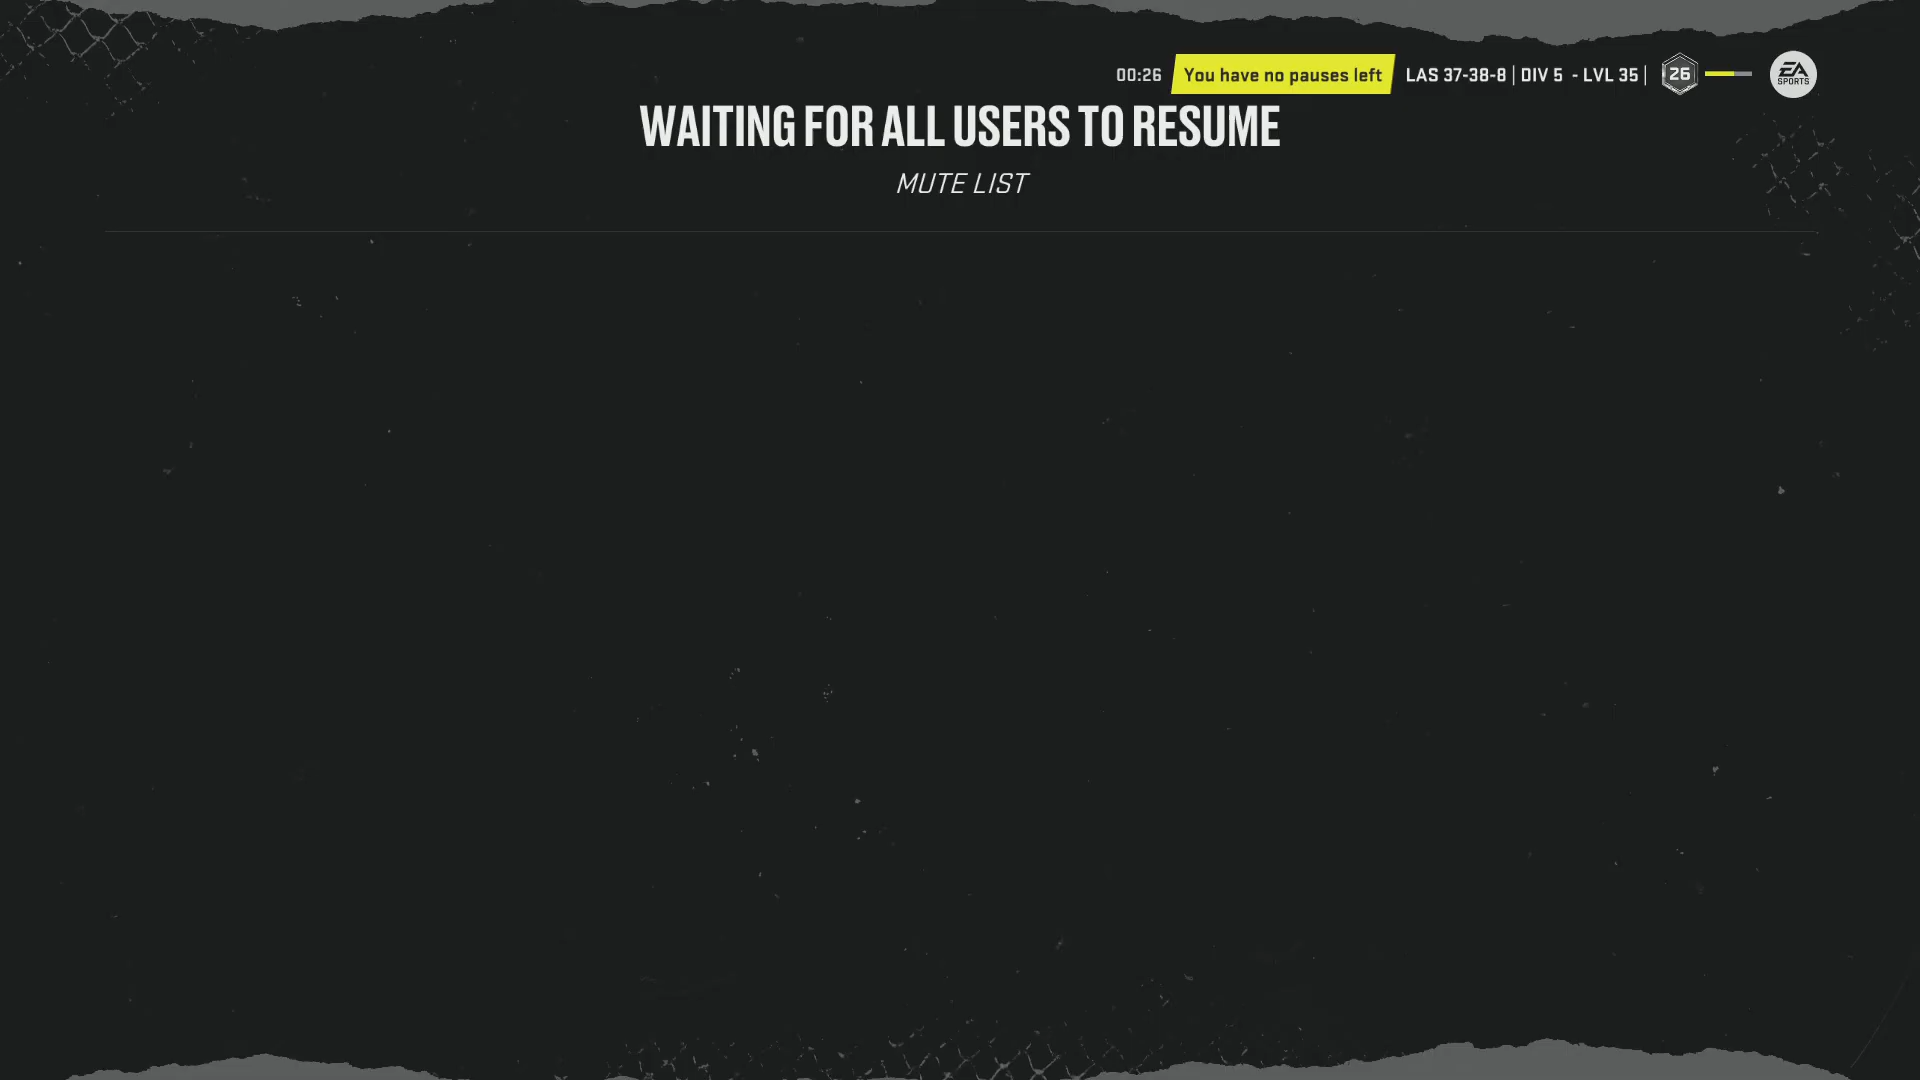 00:26 You have no pauses left LAS 37-38-8 | DIV 5 - LVL 35 | 26 EA SPORTS
WAITING FOR ALL USERS TO RESUME
MUTE LIST